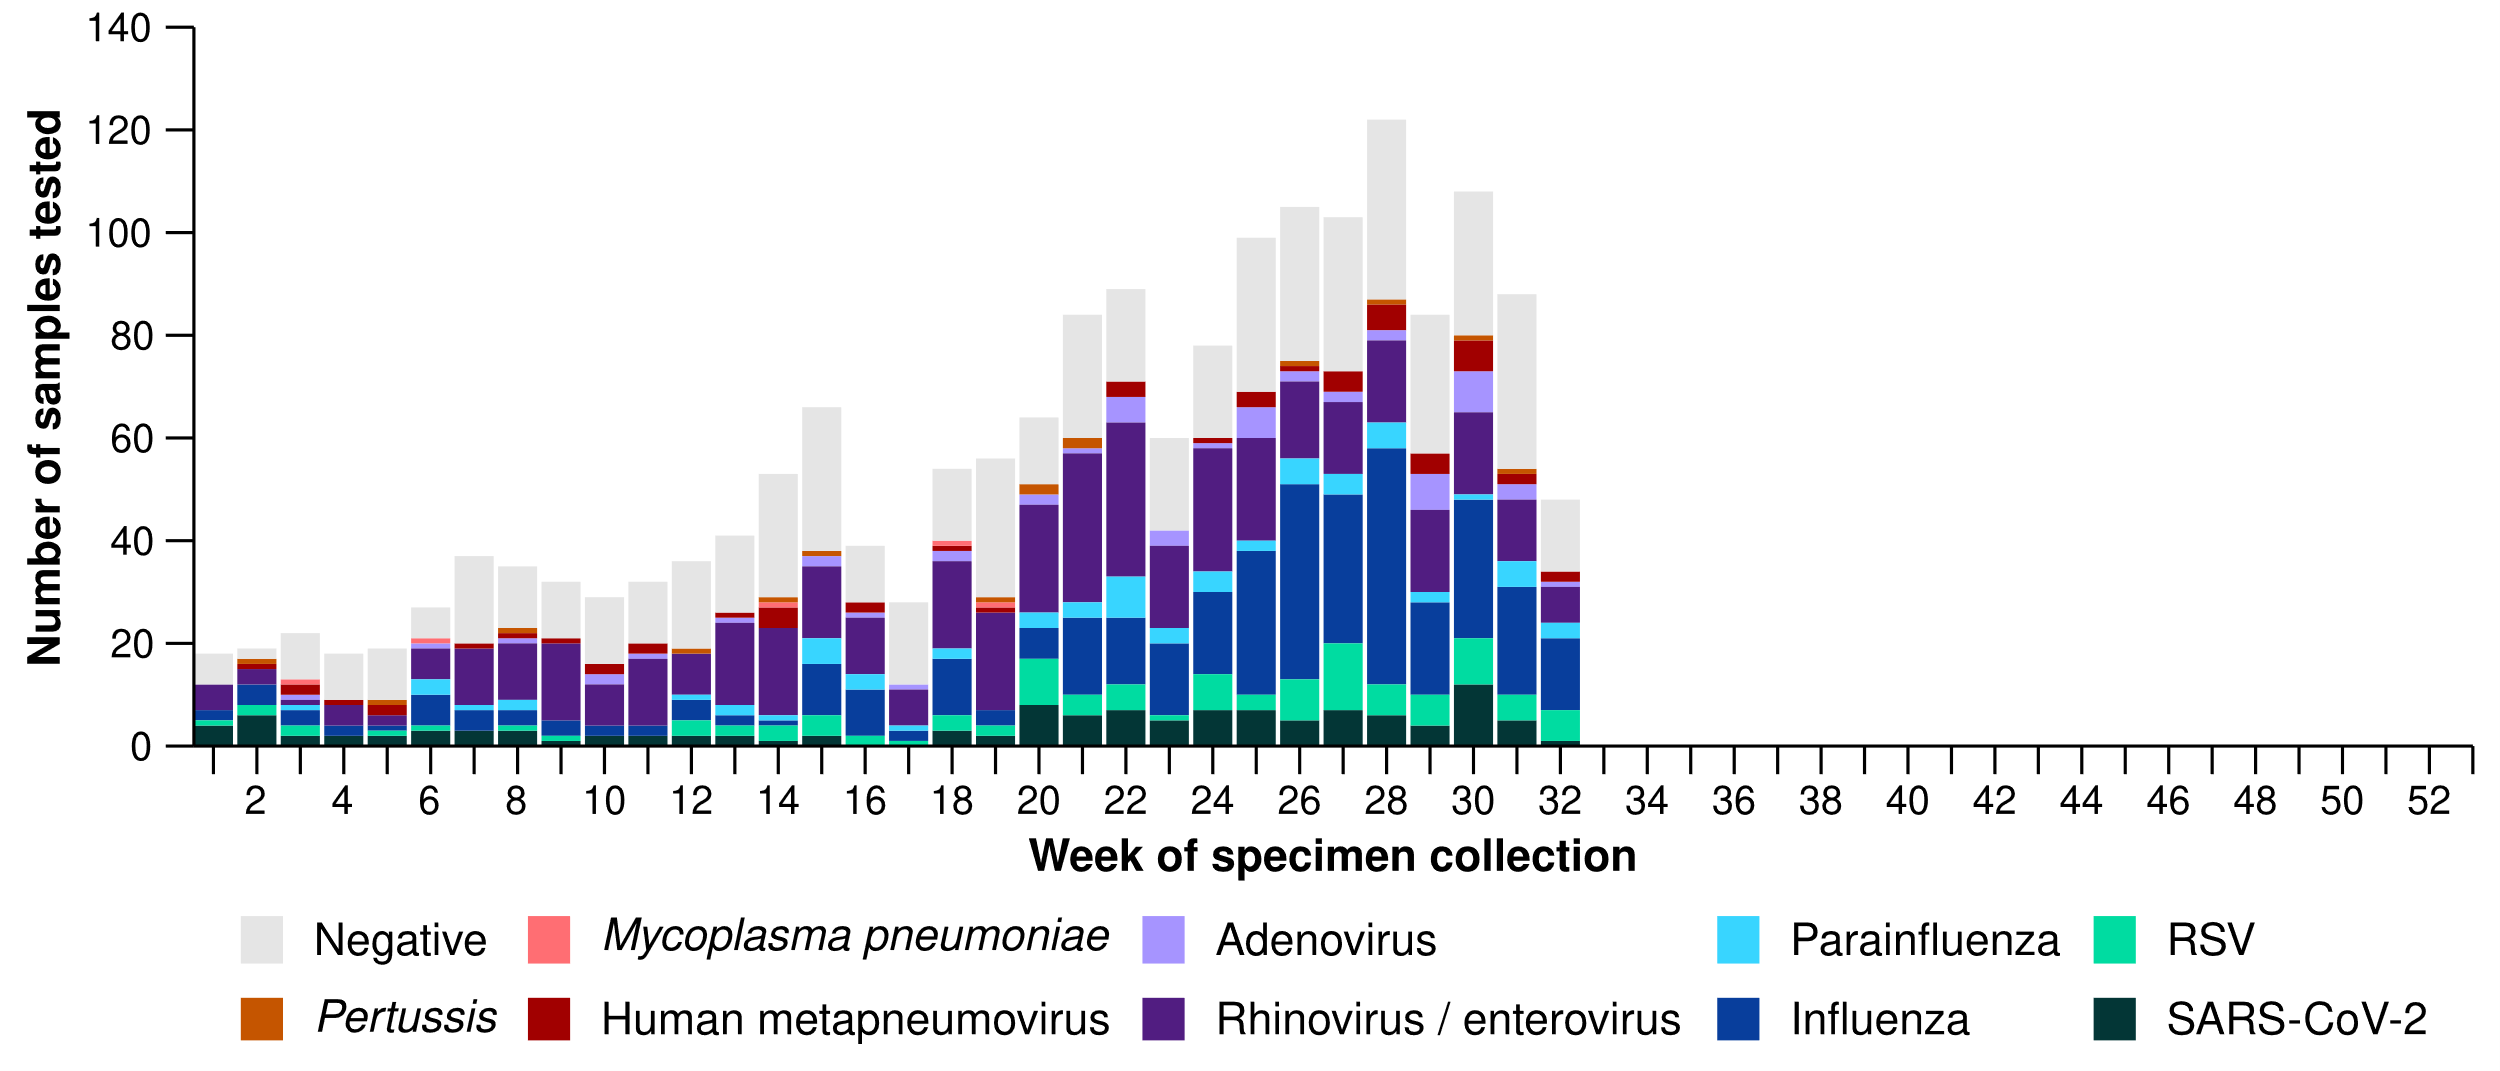 Number of samples tested
140
120
100
80
60
40
20
0
2 4 6 8 10 12 14 16 18 20 22 24 26 28 30 32 34 36 38 40 42 44 46 48 50 52
Week of specimen collection
Negative Mycoplasma pneumoniae Adenovirus Parainfluenza RSV
Pertussis Human metapneumovirus Rhinovirus / enterovirus Influenza SARS-CoV-2